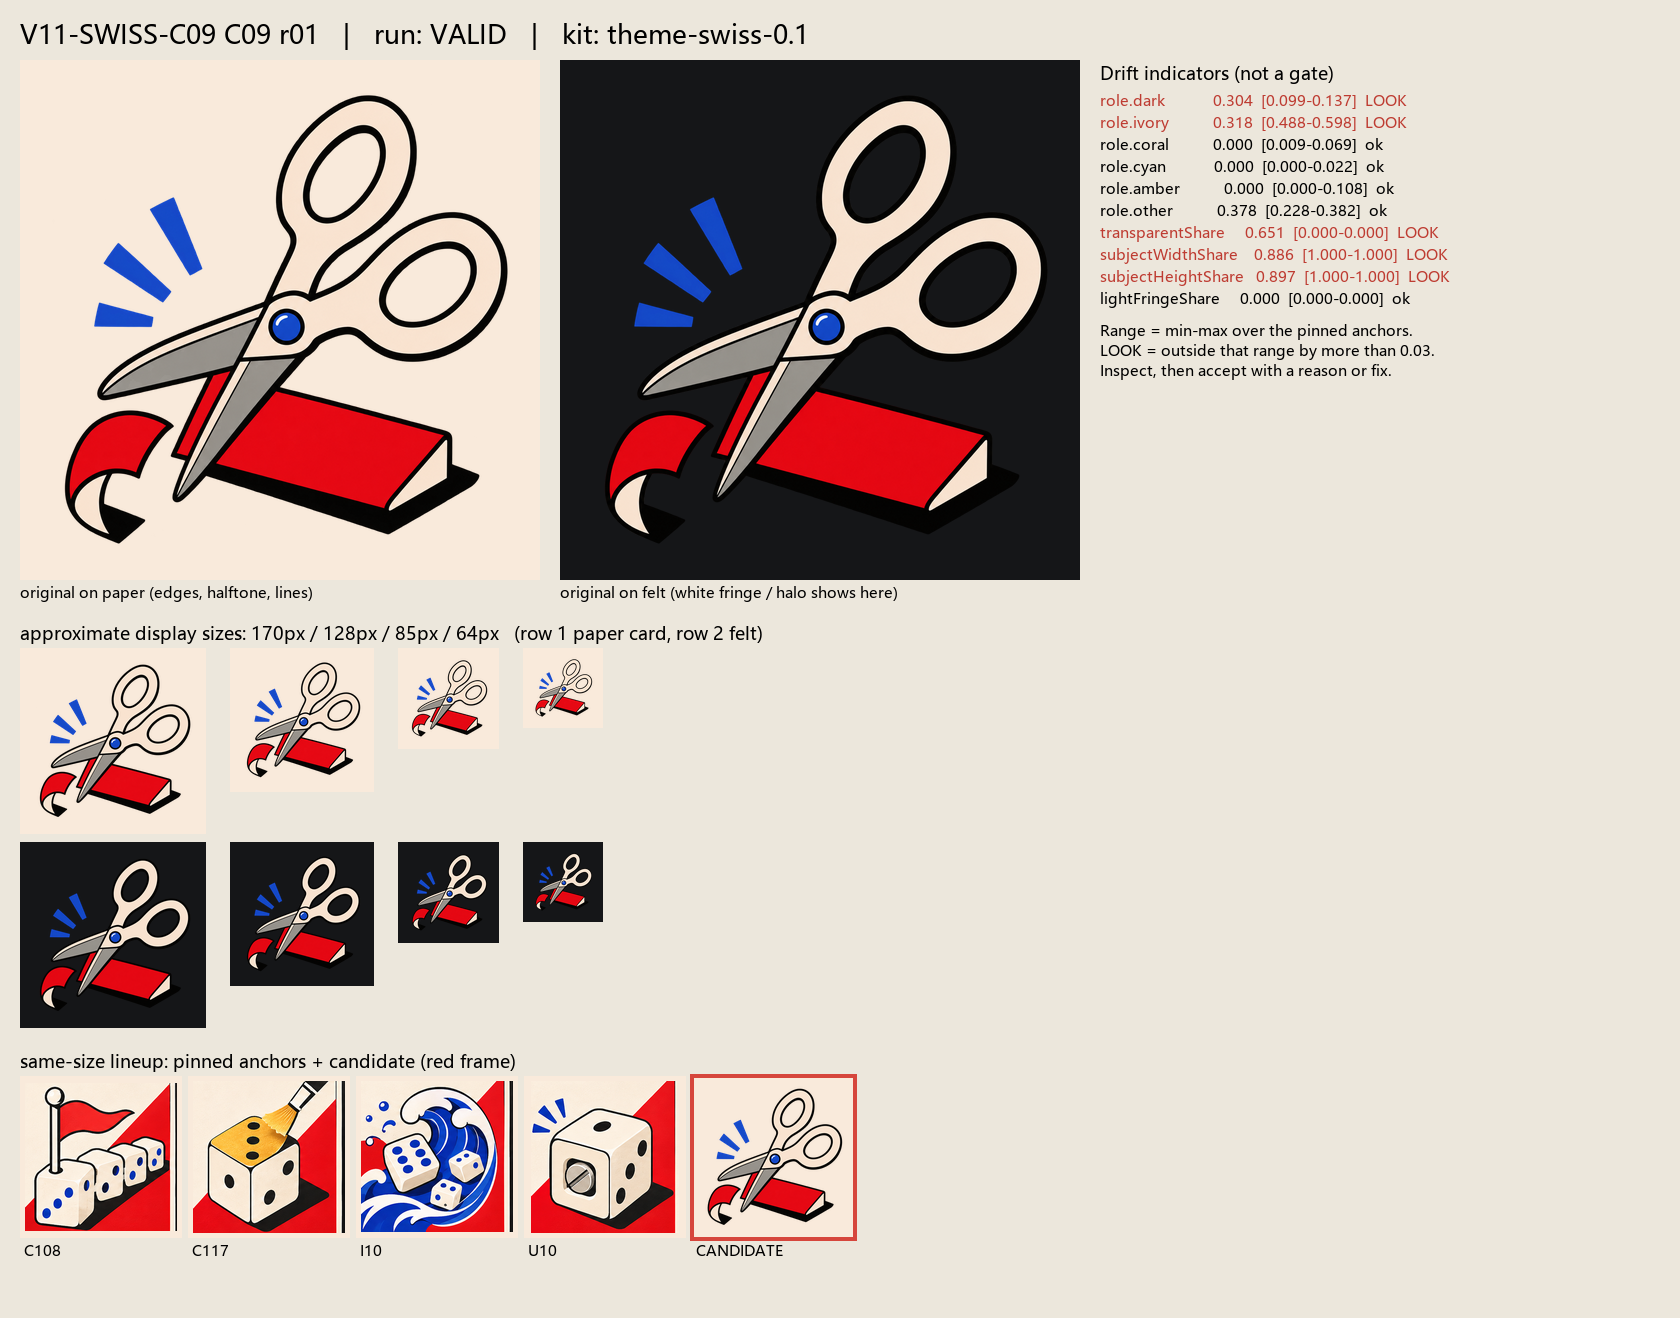 V11-SWISS-C09 C09 r01   |   run: VALID   |   kit: theme-swiss-0.1
Drift indicators (not a gate)
role.dark 0.304 [0.099-0.137] LOOK
role.ivory 0.318 [0.488-0.598] LOOK
role.coral 0.000 [0.009-0.069] ok
role.cyan 0.000 [0.000-0.022] ok
role.amber 0.000 [0.000-0.108] ok
role.other 0.378 [0.228-0.382] ok
transparentShare 0.651 [0.000-0.000] LOOK
subjectWidthShare 0.886 [1.000-1.000] LOOK
subjectHeightShare 0.897 [1.000-1.000] LOOK
lightFringeShare 0.000 [0.000-0.000] ok
Range = min-max over the pinned anchors.
LOOK = outside that range by more than 0.03.
Inspect, then accept with a reason or fix.
original on paper (edges, halftone, lines)
original on felt (white fringe / halo shows here)
approximate display sizes: 170px / 128px / 85px / 64px   (row 1 paper card, row 2 felt)
same-size lineup: pinned anchors + candidate (red frame)
C108
C117
I10
U10
CANDIDATE